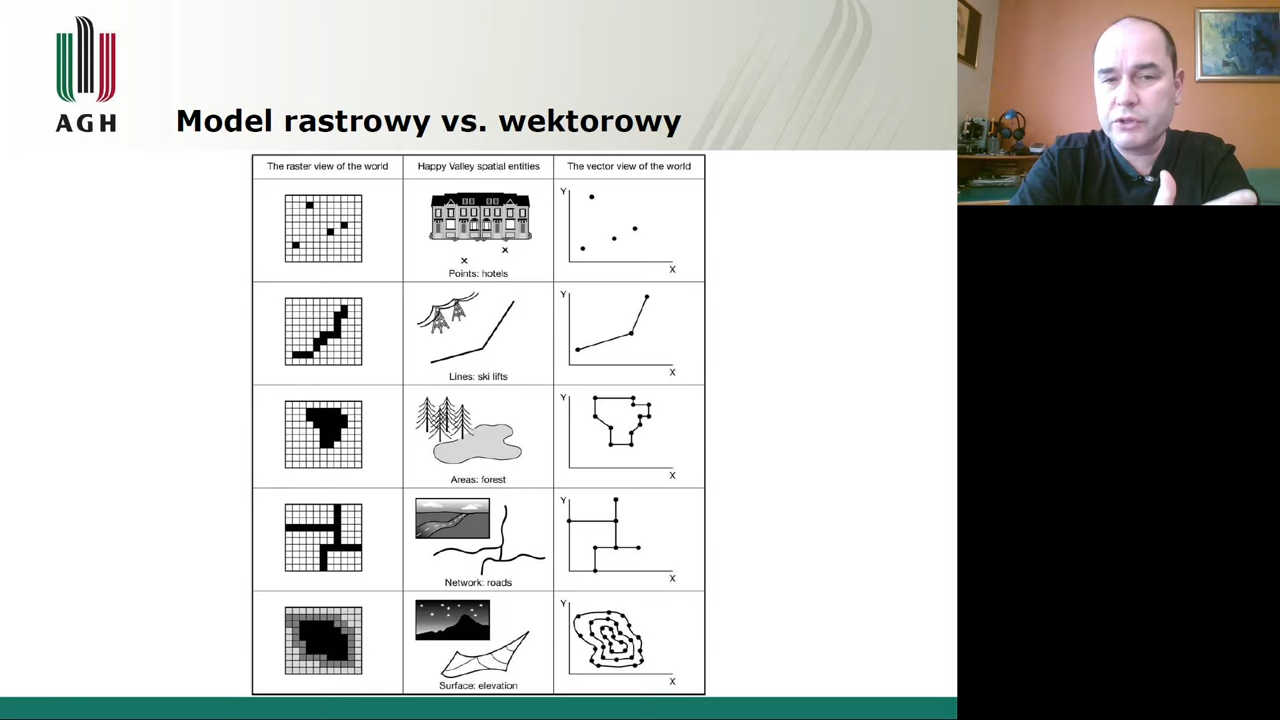 AGH
Model rastrowy vs. wektorowy
The raster view of the world
Happy Valley spatial entities
The vector view of the world
Y
X
Points: hotels
Y
X
Lines: ski lifts
Y
X
Areas: forest
Y
X
Network: roads
Y
X
Surface: elevation